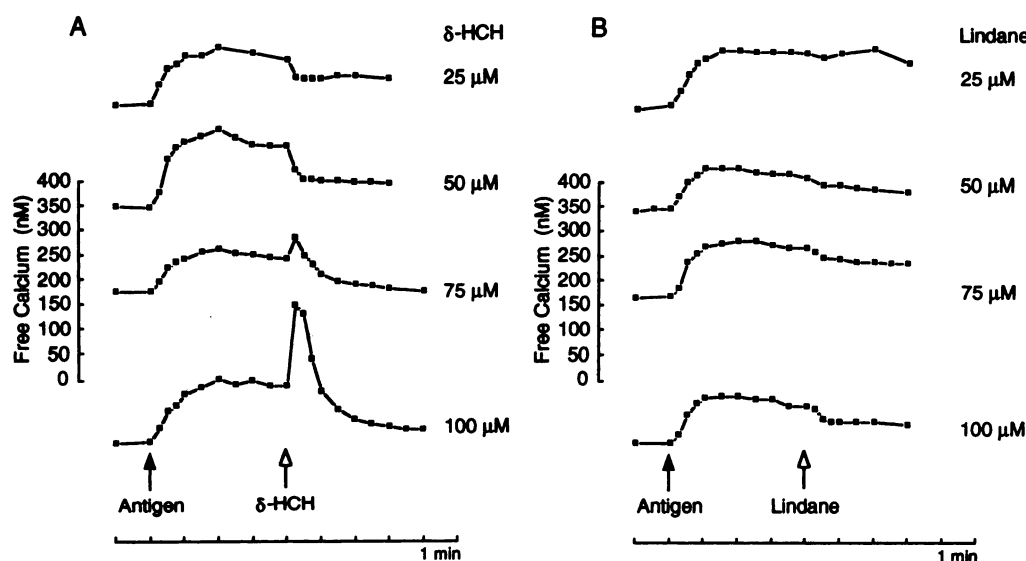 A
δ-HCH
25 µM
50 µM
75 µM
100 µM
Free Calcium (nM)
400
350
300
250
200
150
100
50
0
Antigen
δ-HCH
1 min
B
Lindane
25 µM
50 µM
75 µM
100 µM
Free Calcium (nM)
400
350
300
250
200
150
100
50
0
Antigen
Lindane
1 min